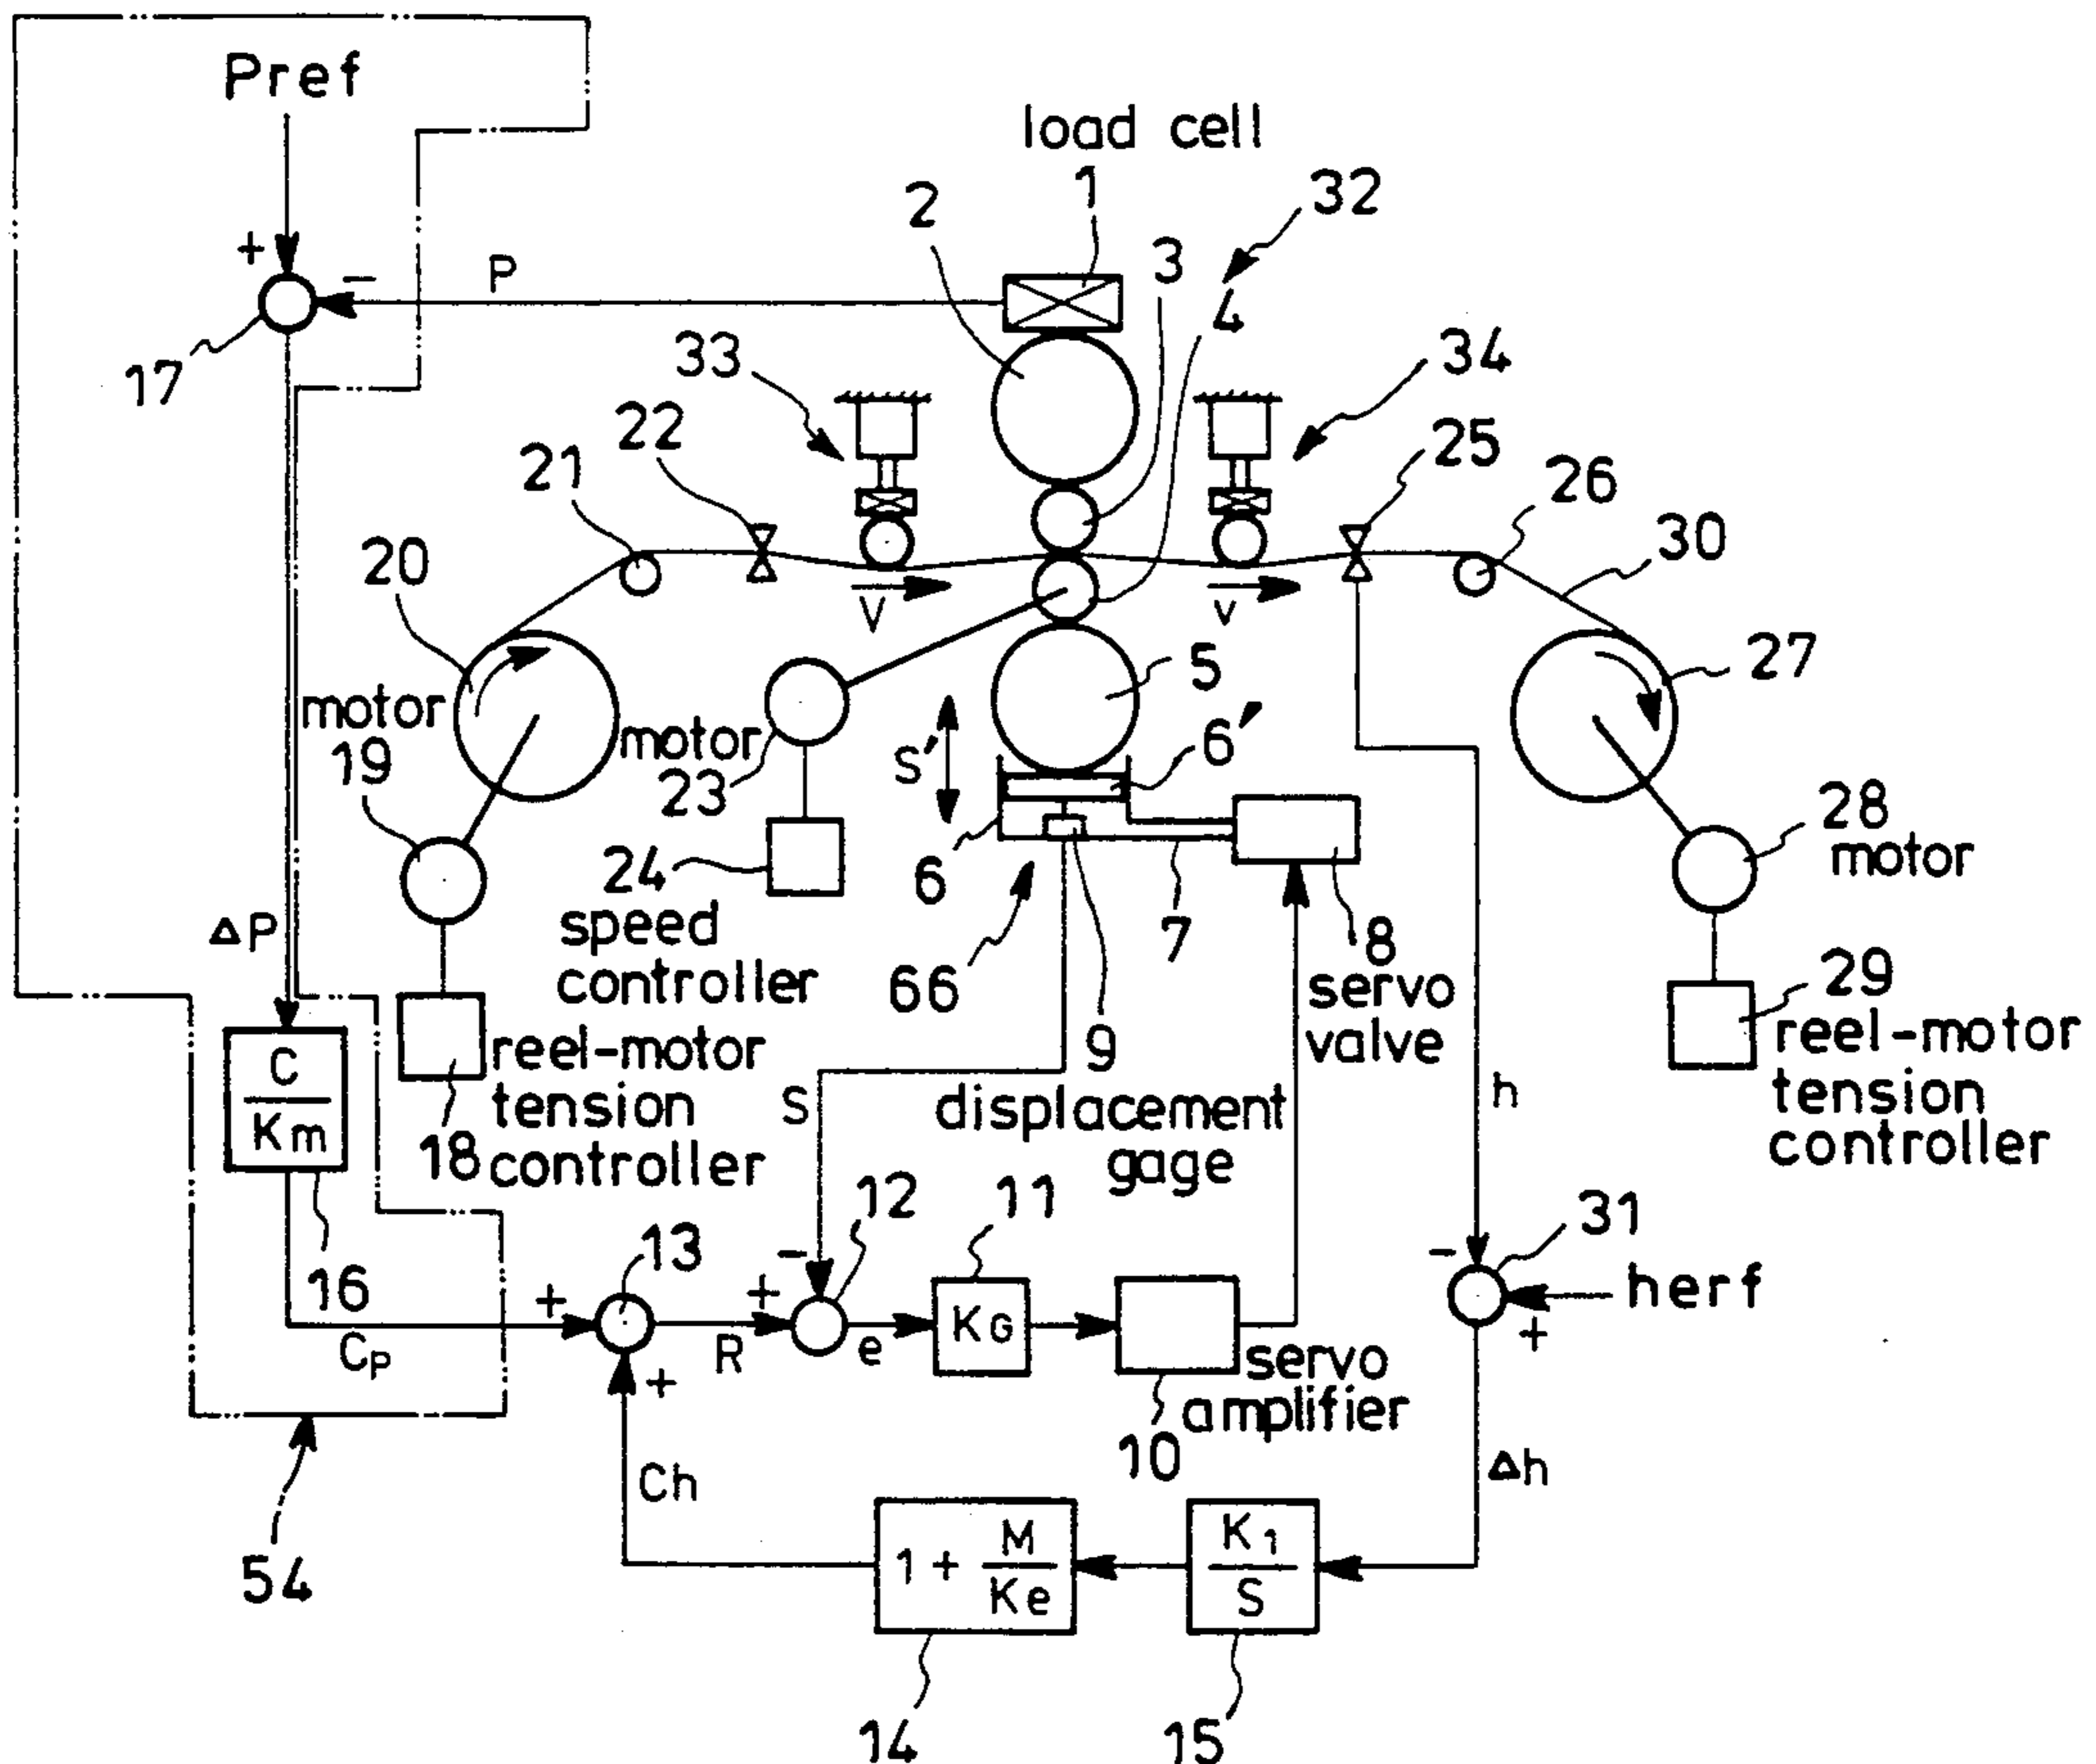 Pref
load cell
1
32
2
3
4
+
−
P
17
33
34
22
21
25
26
30
20
V
v
27
5
motor
19
motor
23
S'
6'
28
motor
24
speed
controller
6
7
8
servo
valve
66
9
29
reel-motor
tension
controller
ΔP
C
Km
18
reel-motor
tension
controller
S
displacement
gage
h
16
CP
13
12
11
31
+
+
−
−
+
herf
R
e
KG
servo
amplifier
10
+
Ch
Δh
54
1 + M
Ke
K1
S
14
15